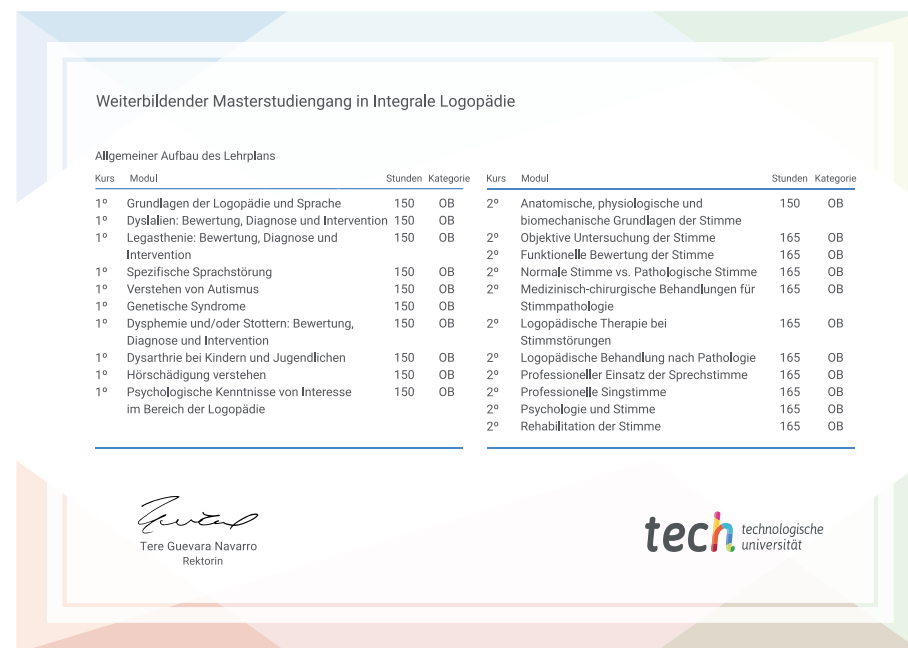 Weiterbildender Masterstudiengang in Integrale Logopädie
Allgemeiner Aufbau des Lehrplans
Kurs Modul Stunden Kategorie
1º Grundlagen der Logopädie und Sprache 150 OB
1º Dyslalien: Bewertung, Diagnose und Intervention 150 OB
1º Legasthenie: Bewertung, Diagnose und 150 OB
Intervention
1º Spezifische Sprachstörung 150 OB
1º Verstehen von Autismus 150 OB
1º Genetische Syndrome 150 OB
1º Dysphemie und/oder Stottern: Bewertung, 150 OB
Diagnose und Intervention
1º Dysarthrie bei Kindern und Jugendlichen 150 OB
1º Hörschädigung verstehen 150 OB
1º Psychologische Kenntnisse von Interesse 150 OB
im Bereich der Logopädie
Kurs Modul Stunden Kategorie
2º Anatomische, physiologische und 150 OB
biomechanische Grundlagen der Stimme
2º Objektive Untersuchung der Stimme 165 OB
2º Funktionelle Bewertung der Stimme 165 OB
2º Normale Stimme vs. Pathologische Stimme 165 OB
2º Medizinisch-chirurgische Behandlungen für 165 OB
Stimmpathologie
2º Logopädische Therapie bei 165 OB
Stimmstörungen
2º Logopädische Behandlung nach Pathologie 165 OB
2º Professioneller Einsatz der Sprechstimme 165 OB
2º Professionelle Singstimme 165 OB
2º Psychologie und Stimme 165 OB
2º Rehabilitation der Stimme 165 OB
Tere Guevara Navarro
Rektorin
tech technologische
universität